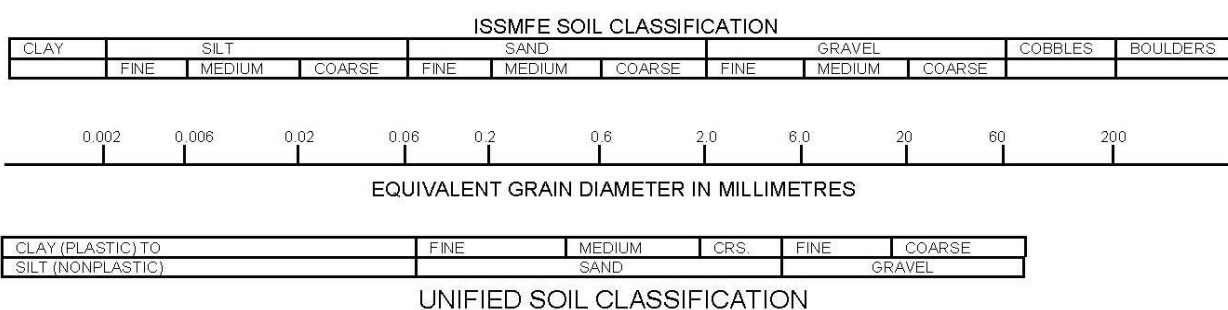 ISSMFE SOIL CLASSIFICATION
CLAY SILT SAND GRAVEL COBBLES BOULDERS
FINE MEDIUM COARSE FINE MEDIUM COARSE FINE MEDIUM COARSE
0.002 0.006 0.02 0.06 0.2 0.6 2.0 6.0 20 60 200
EQUIVALENT GRAIN DIAMETER IN MILLIMETRES
CLAY (PLASTIC) TO FINE MEDIUM CRS. FINE COARSE
SILT (NONPLASTIC) SAND GRAVEL
UNIFIED SOIL CLASSIFICATION